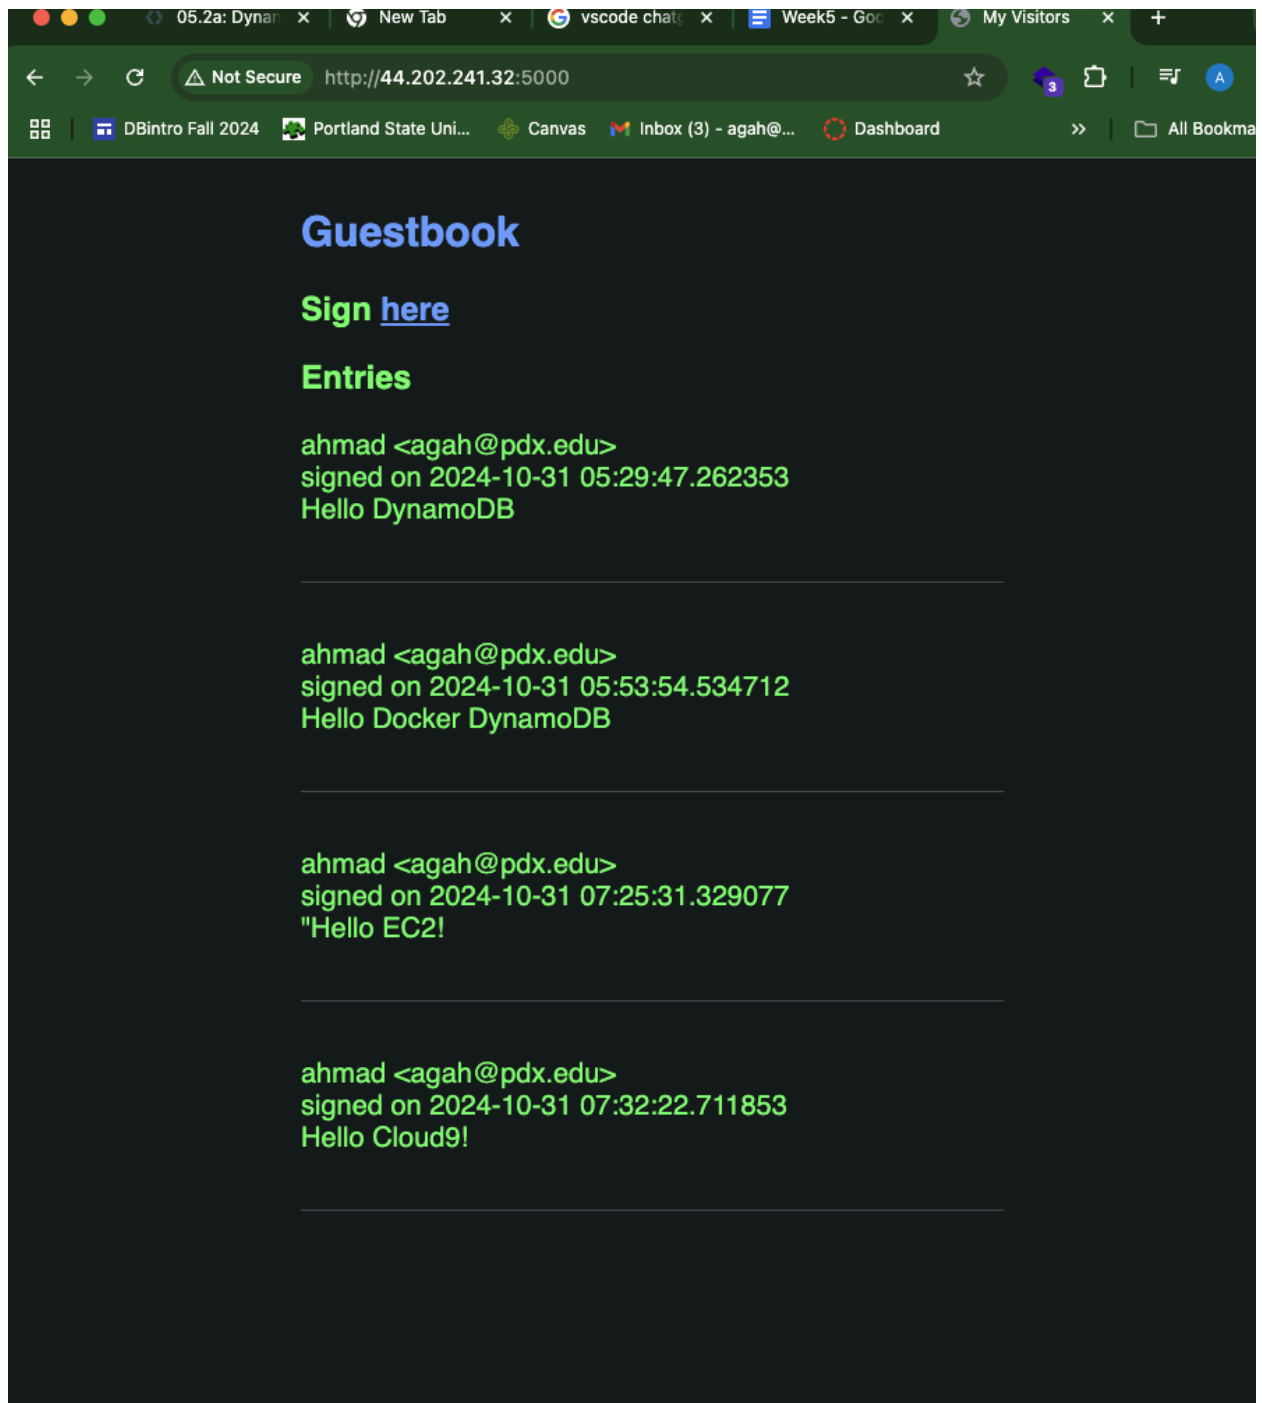 05.2a: Dynan
New Tab
vscode chatg
Week5 - Goo
My Visitors
Not Secure
http://44.202.241.32:5000
3
A
DBintro Fall 2024
Portland State Uni...
Canvas
Inbox (3) - agah@...
Dashboard
All Bookma
Guestbook
Sign here
Entries
ahmad <agah@pdx.edu>
signed on 2024-10-31 05:29:47.262353
Hello DynamoDB
ahmad <agah@pdx.edu>
signed on 2024-10-31 05:53:54.534712
Hello Docker DynamoDB
ahmad <agah@pdx.edu>
signed on 2024-10-31 07:25:31.329077
"Hello EC2!
ahmad <agah@pdx.edu>
signed on 2024-10-31 07:32:22.711853
Hello Cloud9!